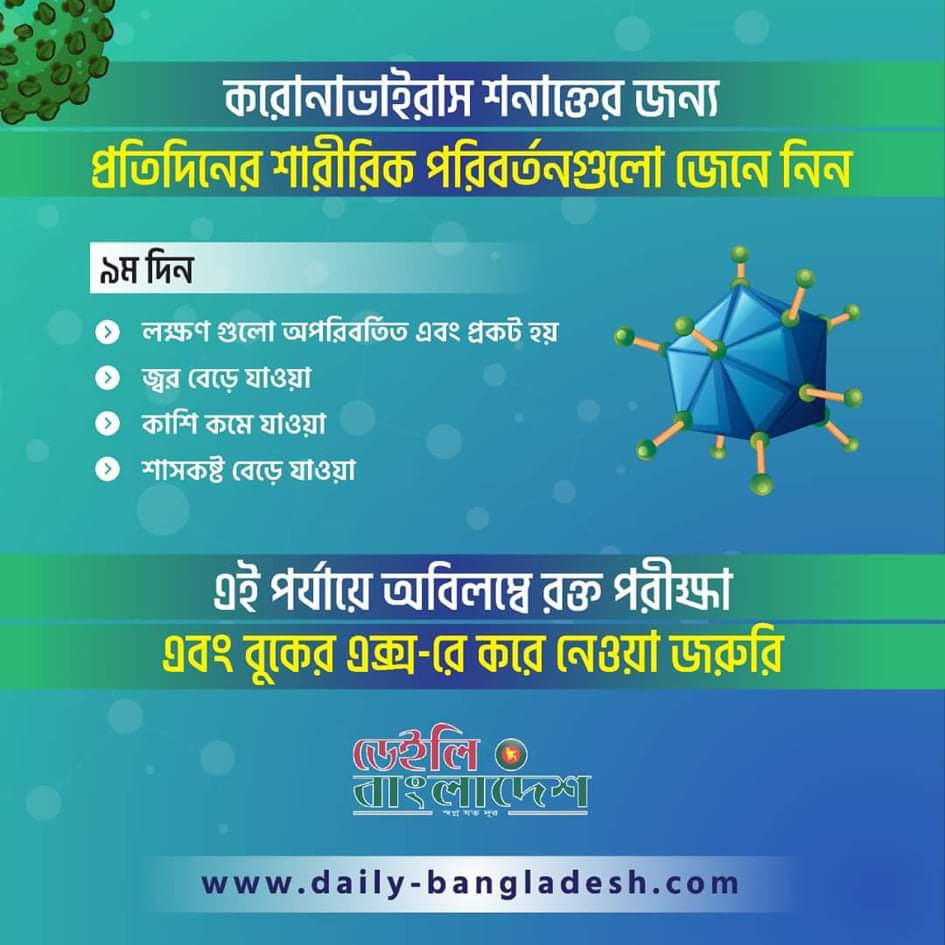 করোনাভাইরাস শনাক্তের জন্য
প্রতিদিনের শারীরিক পরিবর্তনগুলো জেনে নিন
৯ম দিন
লক্ষণ গুলো অপরিবর্তিত এবং প্রকট হয়
জ্বর বেড়ে যাওয়া
কাশি কমে যাওয়া
শাসকষ্ট বেড়ে যাওয়া
এই পর্যায়ে অবিলম্বে রক্ত পরীক্ষা
এবং বুকের এক্স-রে করে নেওয়া জরুরি
ডেইলি
বাংলাদেশ
স্বপ্ন যত দূর
www.daily-bangladesh.com